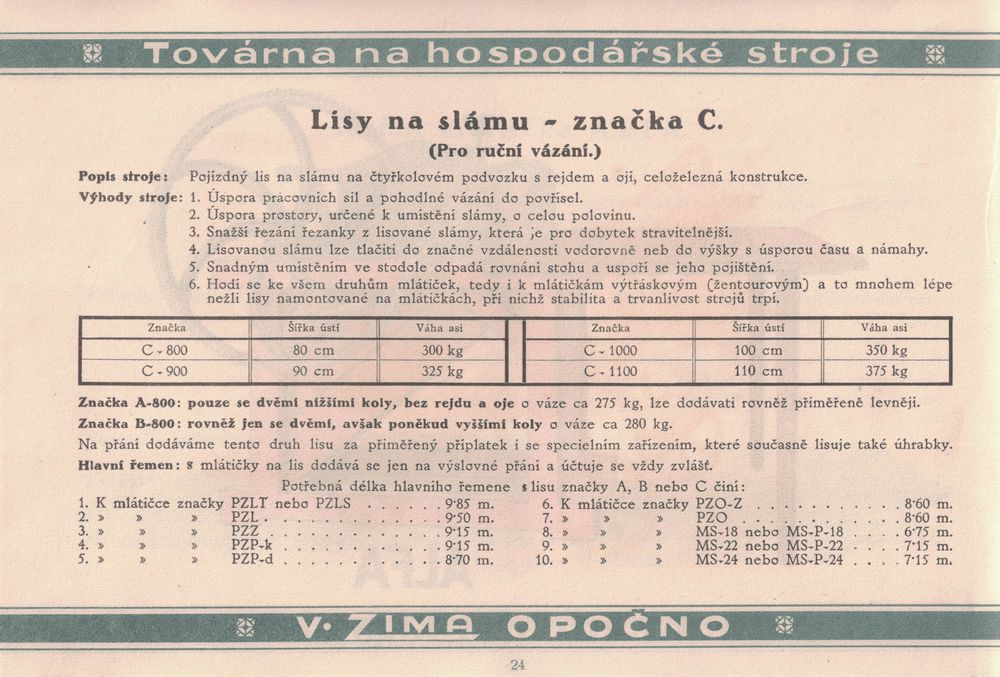 Továrna na hospodářské stroje
Lisy na slámu - značka C.
(Pro ruční vázání.)
Popis stroje: Pojízdný lis na slámu na čtyřkolovém podvozku s rejdem a ojí, celoželezná konstrukce.
Výhody stroje: 1. Úspora pracovních sil a pohodlné vázání do povřísel.
2. Úspora prostory, určené k umístění slámy, o celou polovinu.
3. Snažší řezání řezanky z lisované slámy, která je pro dobytek stravitelnější.
4. Lisovanou slámu lze tlačiti do značné vzdálenosti vodorovně neb do výšky s úsporou času a námahy.
5. Snadným umístěním ve stodole odpadá rovnání stohu a uspoří se jeho pojištění.
6. Hodí se ke všem druhům mlátiček, tedy i k mlátičkám výtřáskovým (žentourovým) a to mnohem lépe
nežli lisy namontované na mlátičkách, při nichž stabilita a trvanlivost strojů trpí.
Značka Šířka ústí Váha asi Značka Šířka ústí Váha asi
C - 800 80 cm 300 kg C - 1000 100 cm 350 kg
C - 900 90 cm 325 kg C - 1100 110 cm 375 kg
Značka A-800: pouze se dvěmi nižšími koly, bez rejdu a oje o váze ca 275 kg, lze dodávati rovněž přiměřeně levněji.
Značka B-800: rovněž jen se dvěmi, avšak poněkud vyššími koly o váze ca 280 kg.
Na přání dodáváme tento druh lisu za přiměřený příplatek i se specielním zařízením, které současně lisuje také úhrabky.
Hlavní řemen: s mlátičky na lis dodává se jen na výslovné přání a účtuje se vždy zvlášť.
Potřebná délka hlavního řemene s lisu značky A, B nebo C činí:
1. K mlátičce značky PZLT nebo PZLS . . . . . . . 9·85 m.
2. » » » PZL . . . . . . . . . . . . . . 9·50 m.
3. » » » PZZ . . . . . . . . . . . . . . 9·15 m.
4. » » » PZP-k . . . . . . . . . . . . . 9·15 m.
5. » » » PZP-d . . . . . . . . . . . . . 8·70 m.
6. K mlátičce značky PZO-Z . . . . . . . . . . . . 8·60 m.
7. » » » PZO . . . . . . . . . . . . . 8·60 m.
8. » » » MS-18 nebo MS-P-18 . . . . 6·75 m.
9. » » » MS-22 nebo MS-P-22 . . . . 7·15 m.
10. » » » MS-24 nebo MS-P-24 . . . . 7·15 m.
V. ZIMA OPOČNO
24